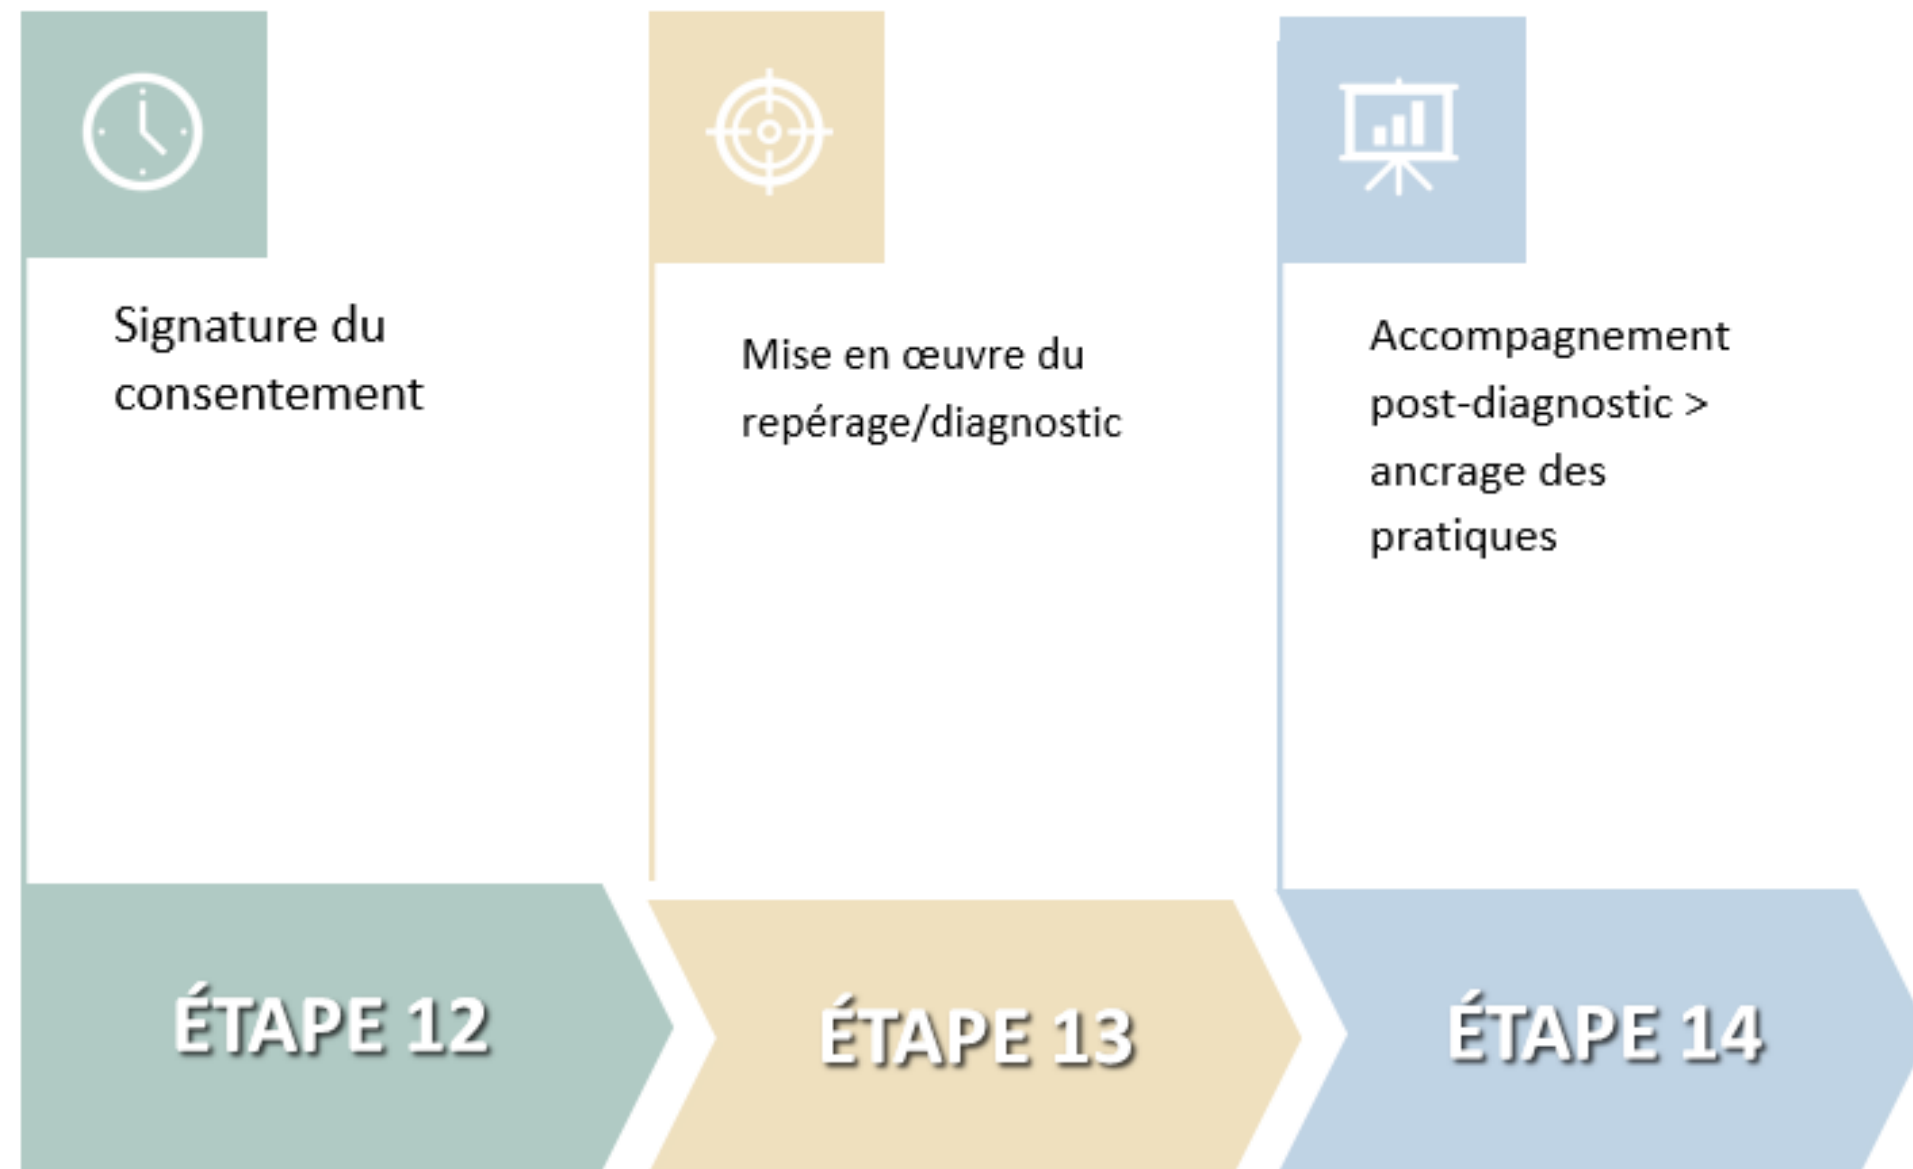 Signature du
consentement
Mise en œuvre du
repérage/diagnostic
Accompagnement
post-diagnostic >
ancrage des
pratiques
ÉTAPE 12
ÉTAPE 13
ÉTAPE 14